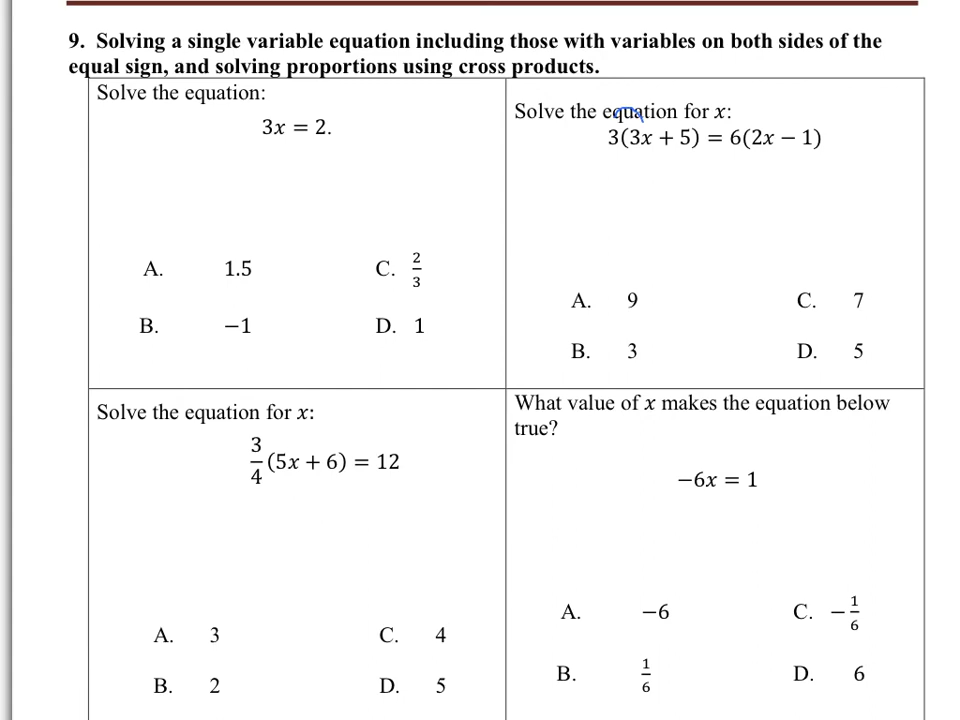 9. Solving a single variable equation including those with variables on both sides of the
equal sign, and solving proportions using cross products.
Solve the equation:
3x = 2.
A. 1.5 C. 2/3
B. −1 D. 1
Solve the equation for x:
3(3x + 5) = 6(2x − 1)
A. 9 C. 7
B. 3 D. 5
Solve the equation for x:
3/4(5x + 6) = 12
A. 3 C. 4
B. 2 D. 5
What value of x makes the equation below
true?
−6x = 1
A. −6 C. −1/6
B. 1/6 D. 6